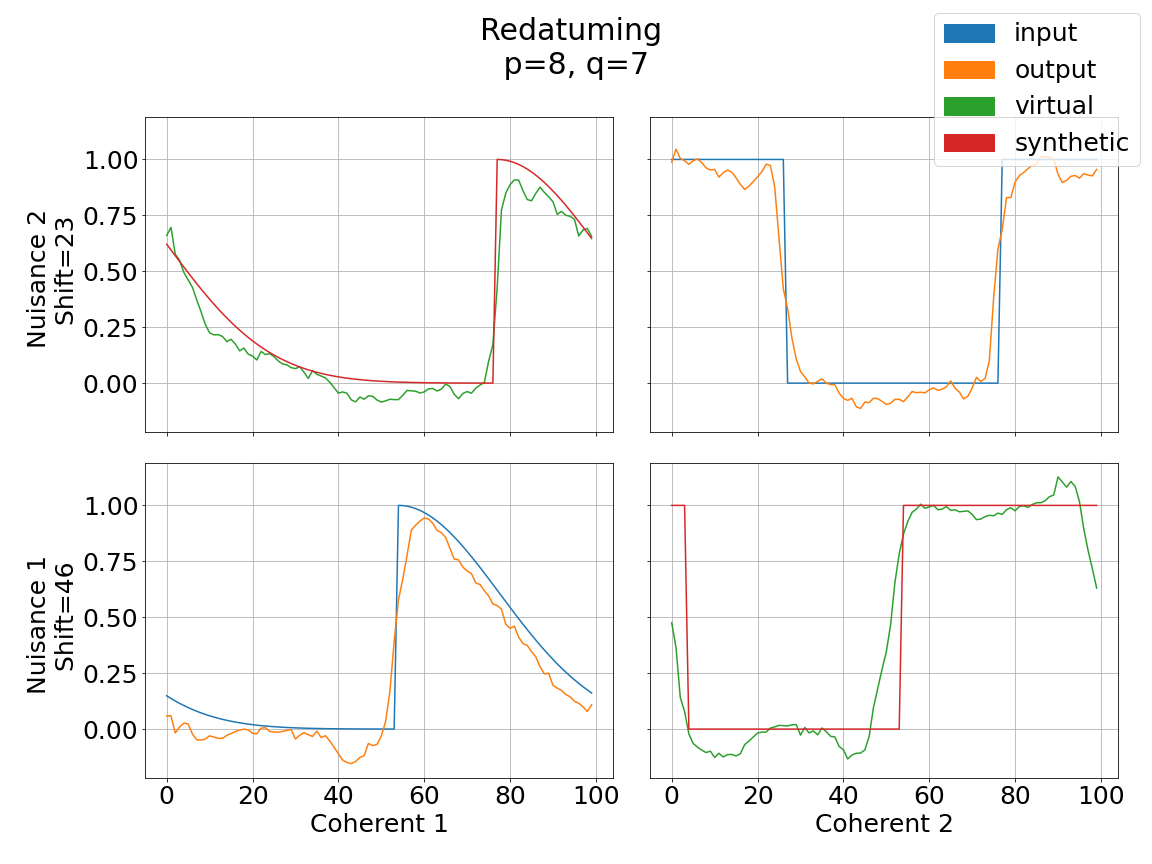 Redatuming
p=8, q=7
input
output
virtual
synthetic
Nuisance 2
Shift=23
1.00
0.75
0.50
0.25
0.00
Nuisance 1
Shift=46
1.00
0.75
0.50
0.25
0.00
0 20 40 60 80 100
0 20 40 60 80 100
Coherent 1
Coherent 2